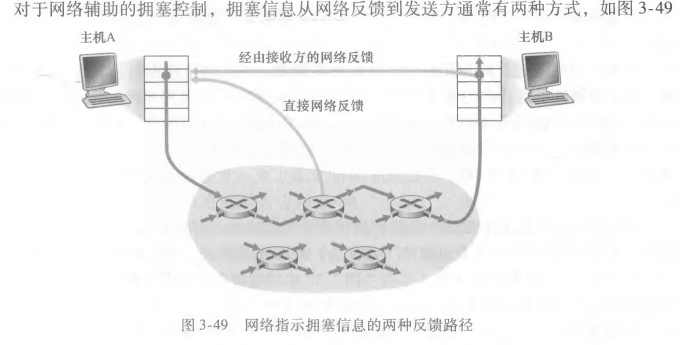 对于网络辅助的拥塞控制，拥塞信息从网络反馈到发送方通常有两种方式，如图 3-49
主机A
主机B
经由接收方的网络反馈
直接网络反馈
图 3-49 网络指示拥塞信息的两种反馈路径